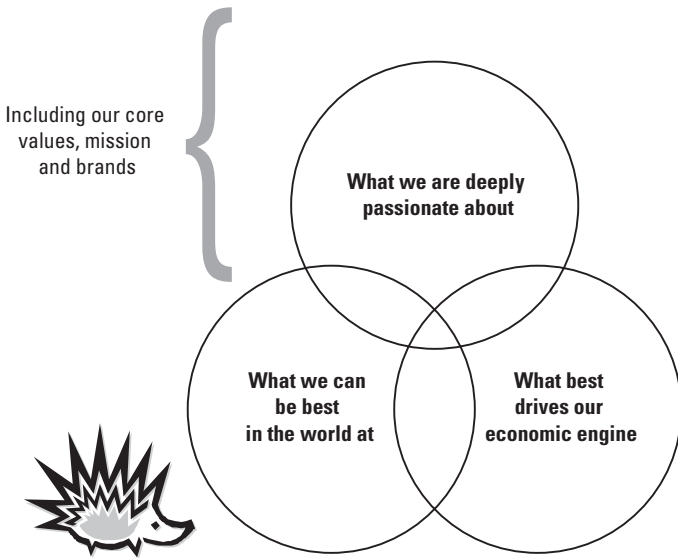 Including our core
values, mission
and brands
What we are deeply
passionate about
What we can
be best
in the world at
What best
drives our
economic engine